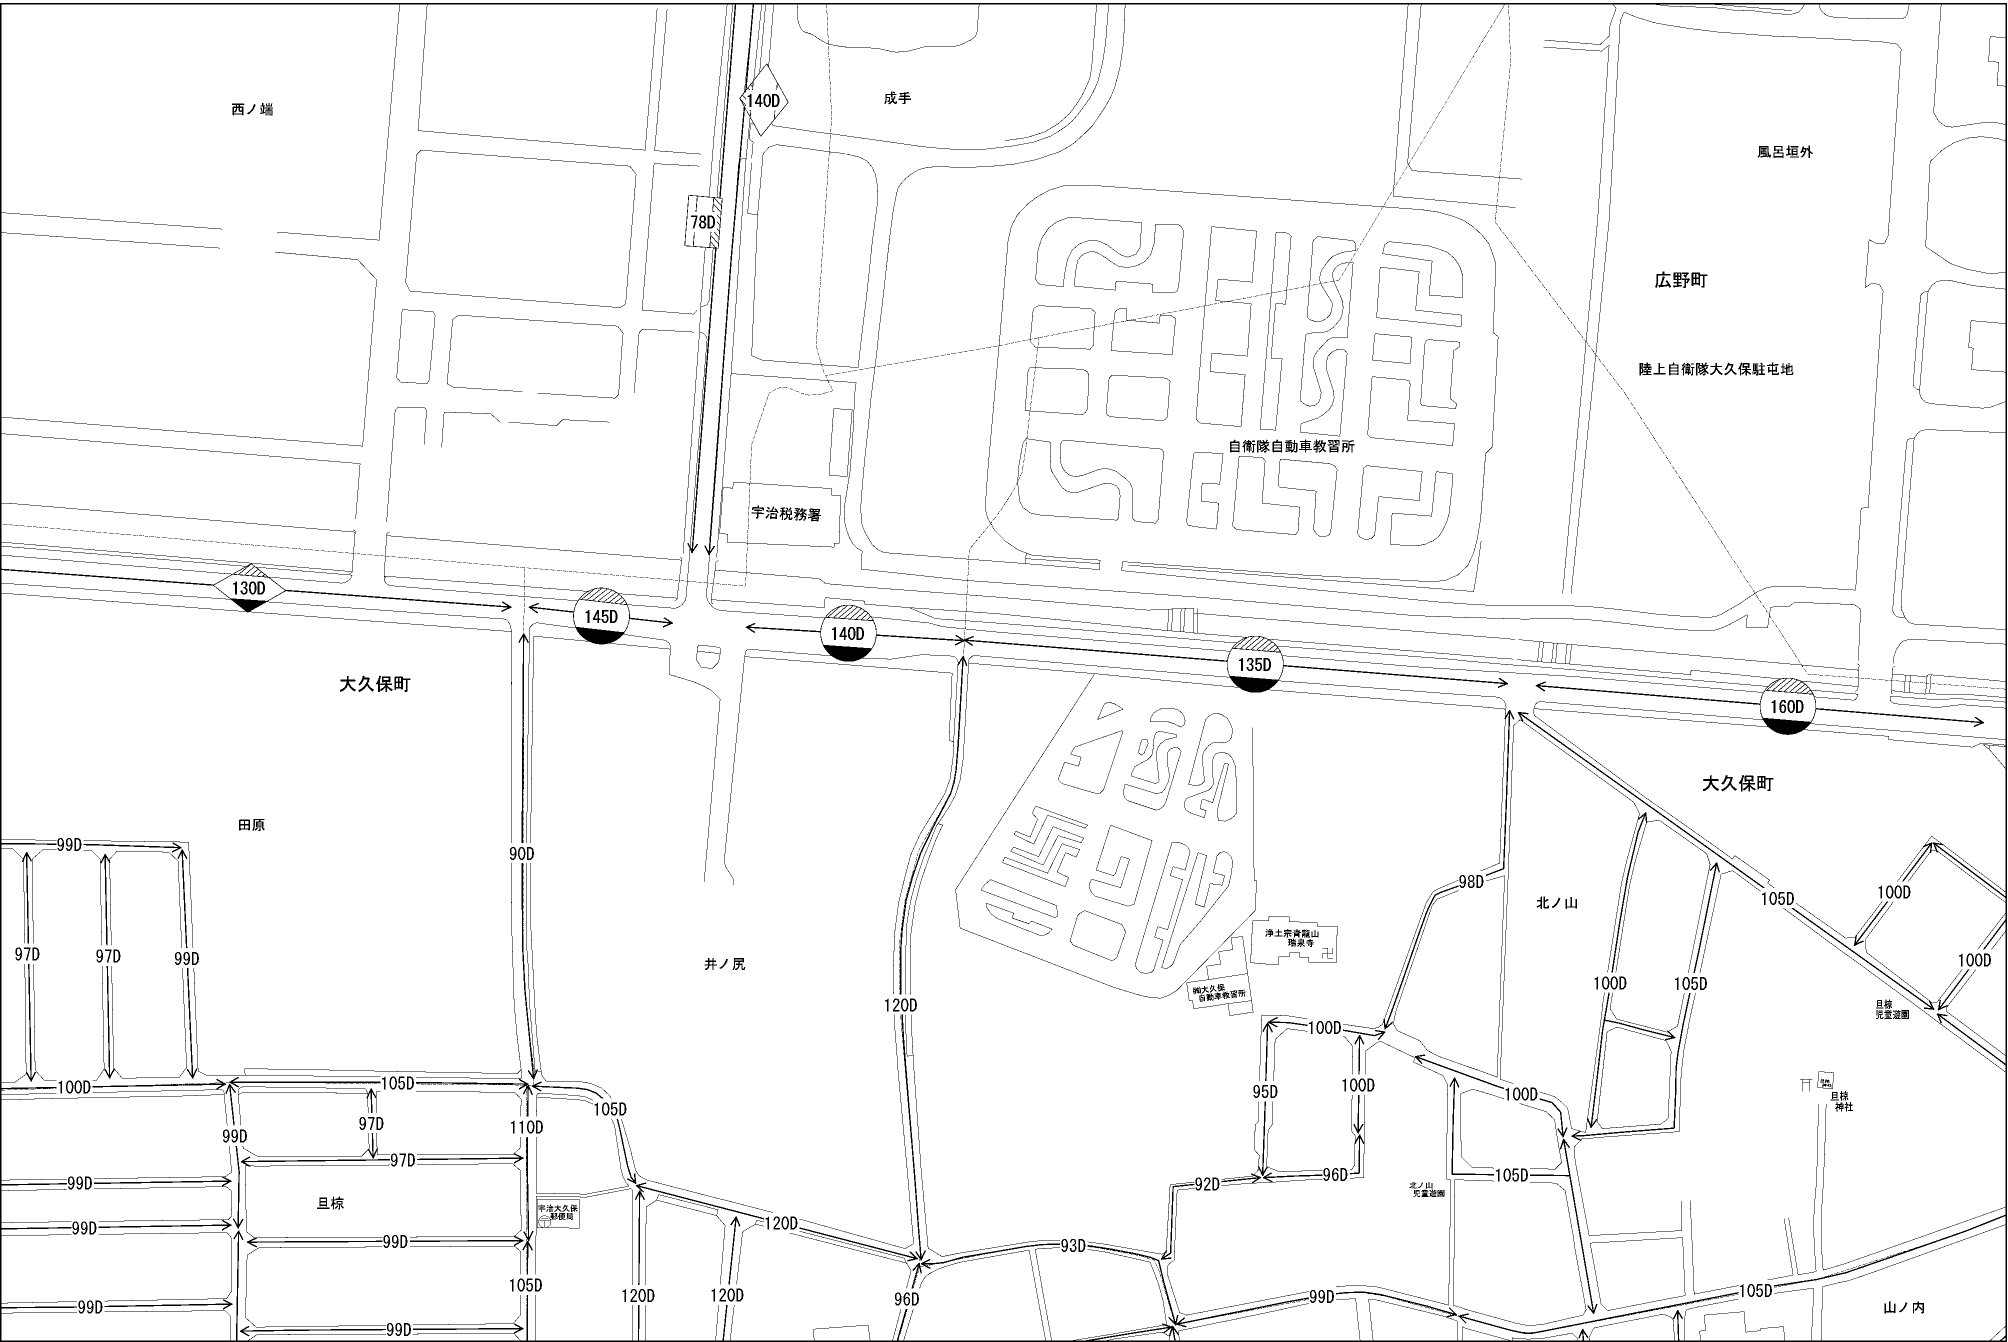 140D
西ノ端
成手
風呂垣外
78D
広野町
陸上自衛隊大久保駐屯地
自衛隊自動車教習所
宇治税務署
130D
145D
140D
135D
160D
大久保町
大久保町
田原
99D
90D
98D
北ノ山
100D
105D
浄土宗青龍山
瑞泉寺
97D
97D
99D
井ノ尻
100D
㈱大久保
自動車教習所
100D
105D
120D
旦椋
児童遊園
100D
100D
105D
100D
95D
100D
100D
旦椋
神社
105D
97D
110D
99D
97D
99D
96D
105D
92D
北ノ山
児童遊園
旦椋
宇治大久保
郵便局
99D
120D
99D
93D
105D
99D
120D
120D
96D
99D
105D
山ノ内
99D